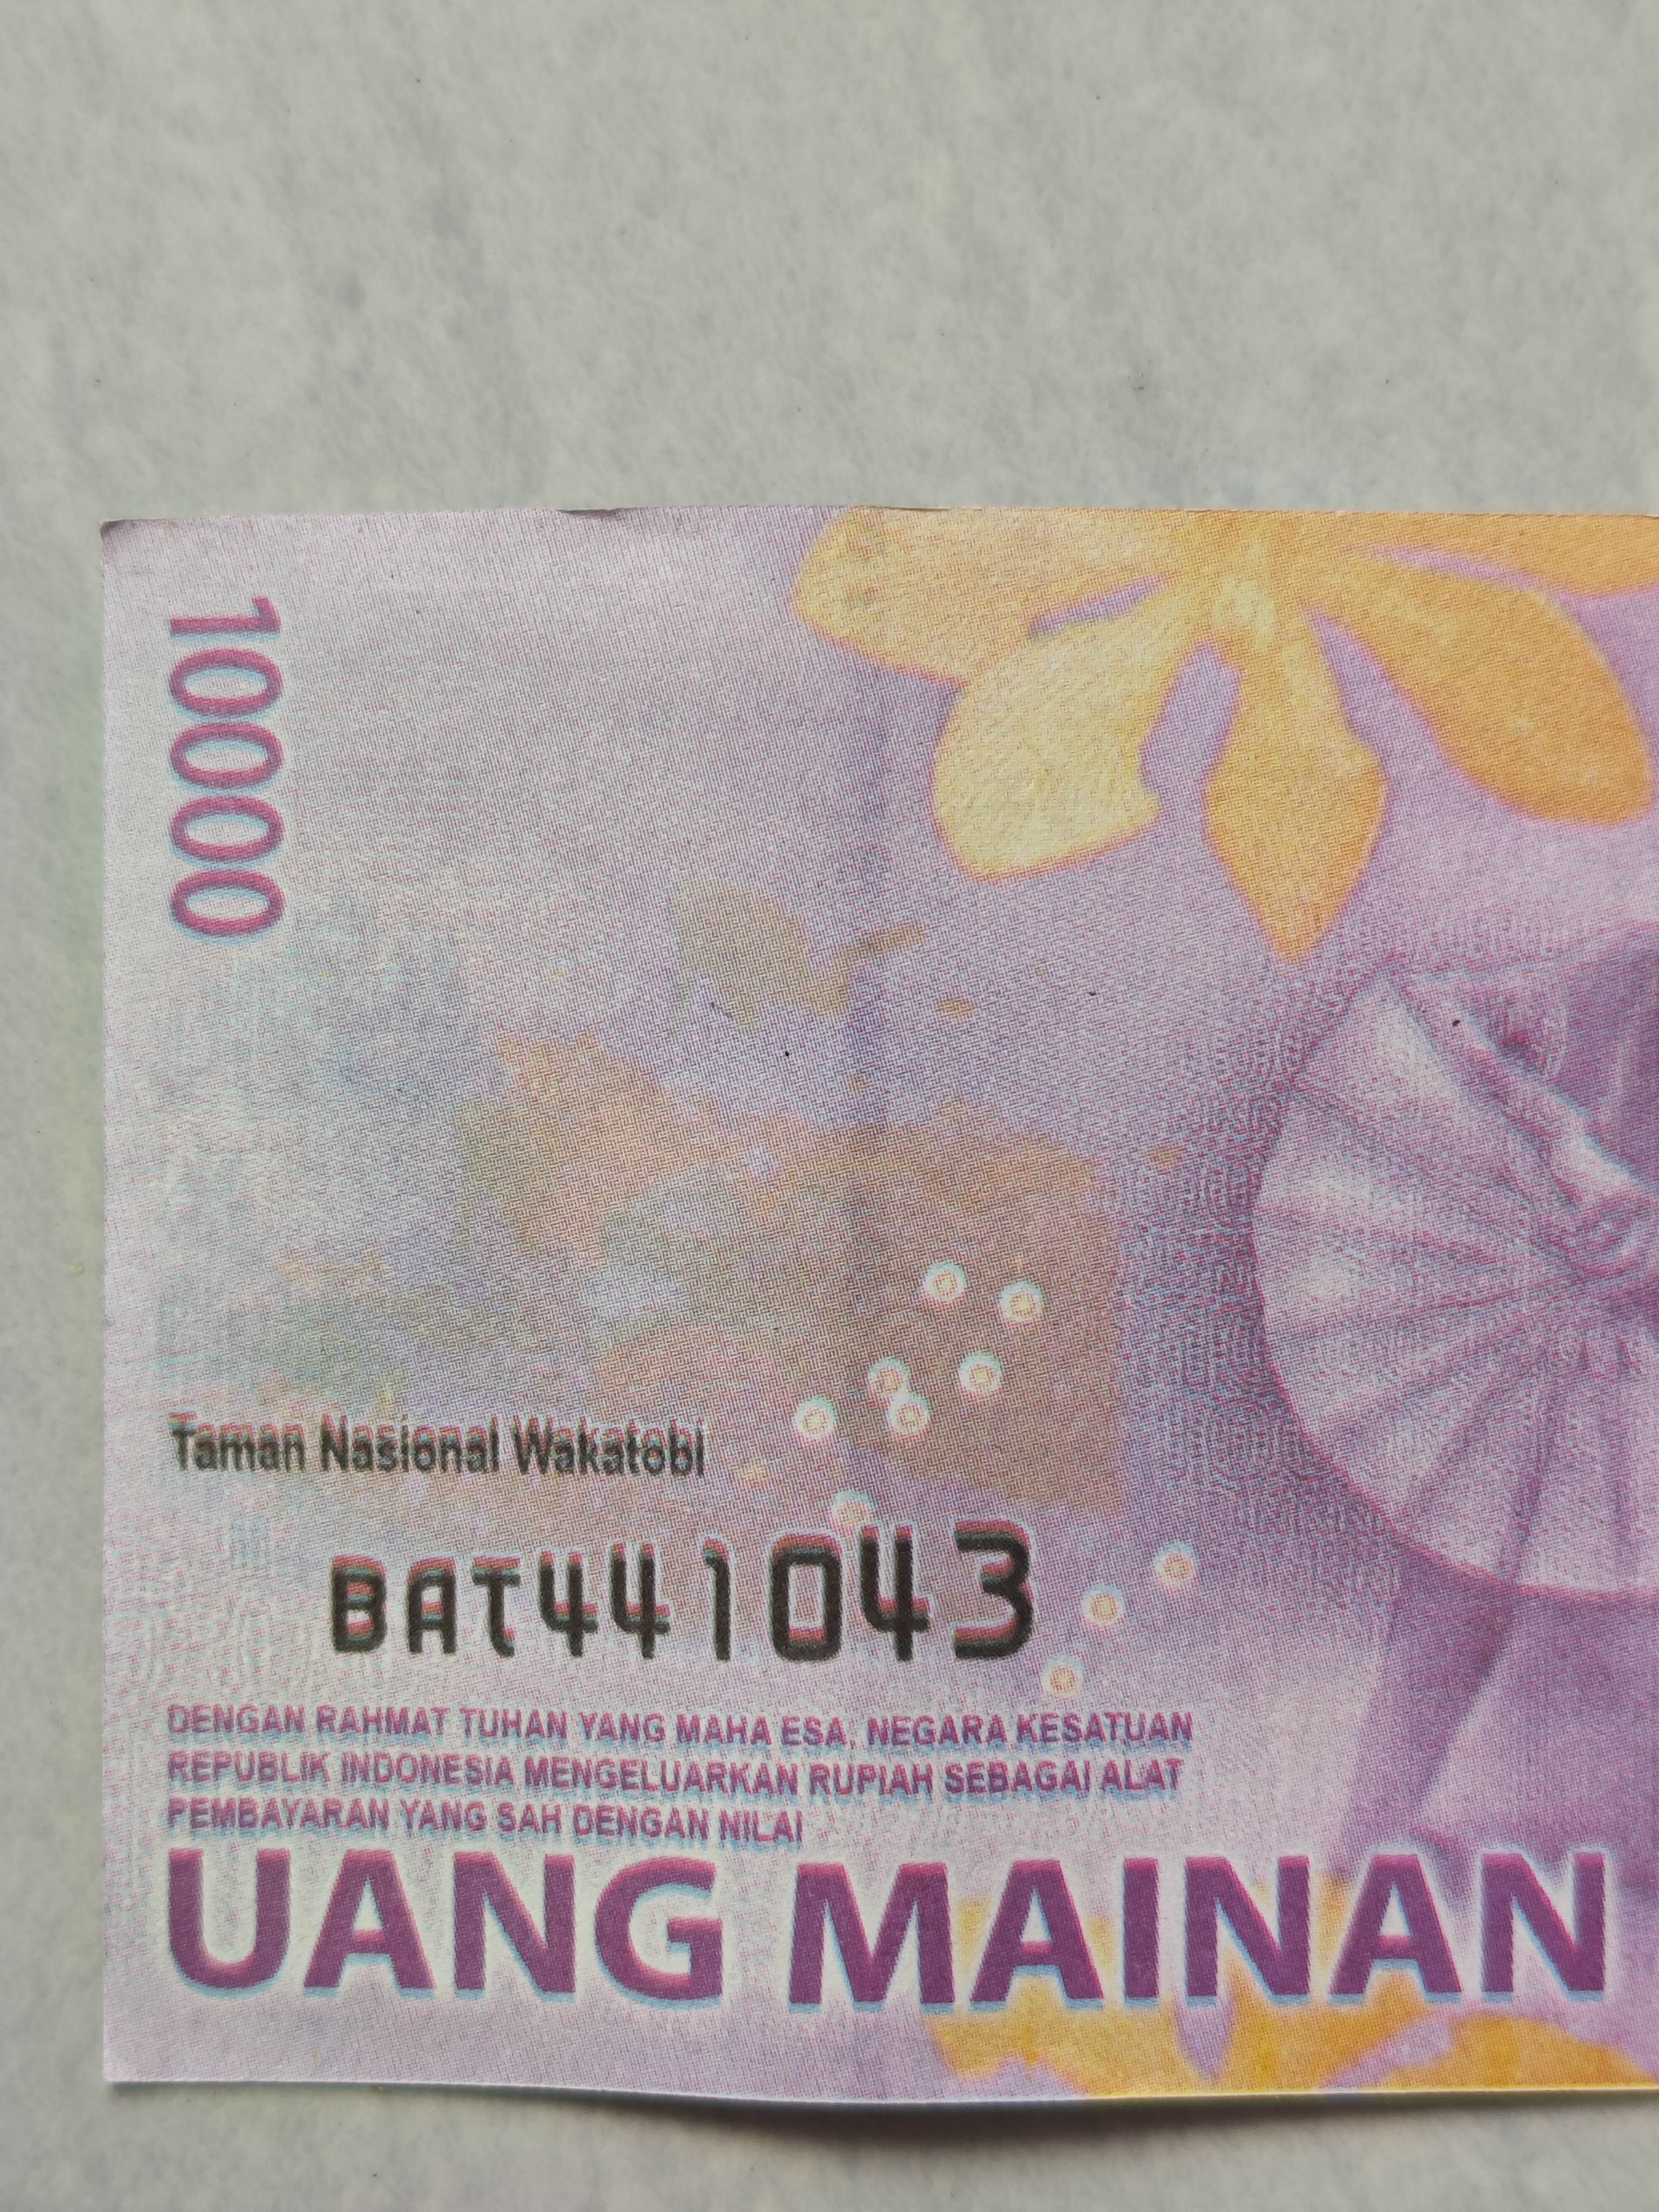 10000
Taman Nasional Wakatobi
BAT441043
DENGAN RAHMAT TUHAN YANG MAHA ESA, NEGARA KESATUAN
REPUBLIK INDONESIA MENGELUARKAN RUPIAH SEBAGAI ALAT
PEMBAYARAN YANG SAH DENGAN NILAI
UANG MAINAN